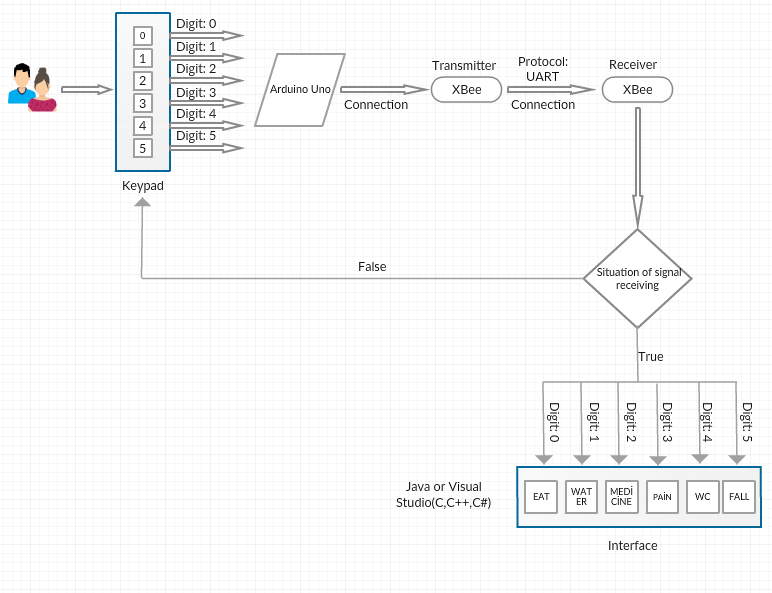 Digit: 0
Digit: 1
Digit: 2
Digit: 3
Digit: 4
Digit: 5
0
1
2
3
4
5
Keypad
Arduino Uno
Connection
Transmitter
XBee
Protocol:
UART
Connection
Receiver
XBee
False
Situation of signal
receiving
True
Digit: 0
Digit: 1
Digit: 2
Digit: 3
Digit: 4
Digit: 5
Java or Visual
Studio(C,C++,C#)
EAT
WAT
ER
MEDİ
CİNE
PAİN
WC
FALL
Interface